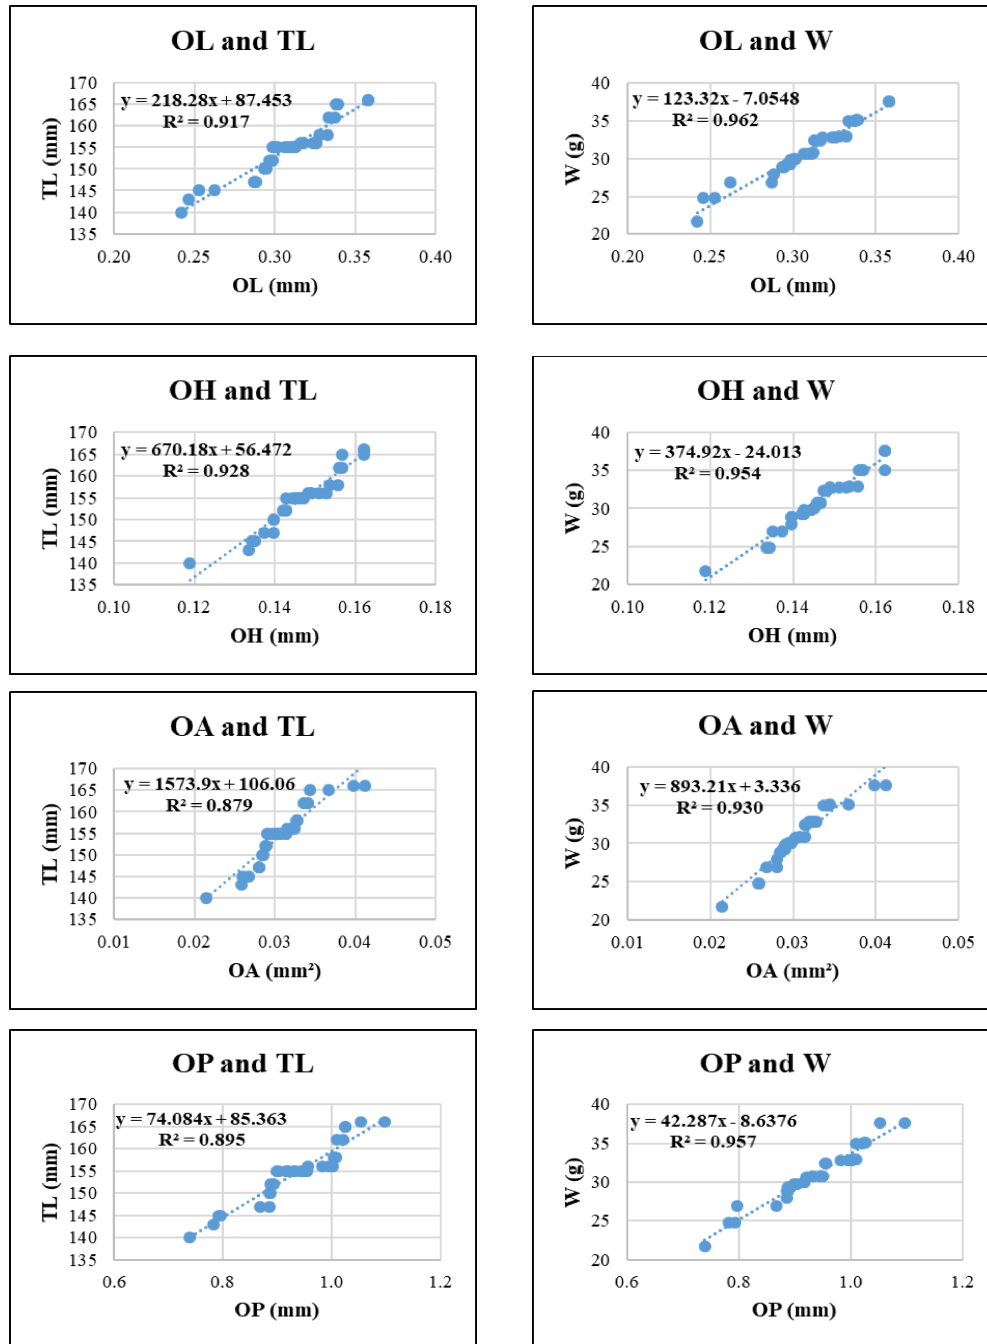 OL and TL
y = 218.28x + 87.453
R² = 0.917
170
165
160
155
150
145
140
135
TL (mm)
0.20 0.25 0.30 0.35 0.40
OL (mm)
OL and W
y = 123.32x - 7.0548
R² = 0.962
40
35
30
25
20
W (g)
0.20 0.25 0.30 0.35 0.40
OL (mm)
OH and TL
y = 670.18x + 56.472
R² = 0.928
170
165
160
155
150
145
140
135
TL (mm)
0.10 0.12 0.14 0.16 0.18
OH (mm)
OH and W
y = 374.92x - 24.013
R² = 0.954
40
35
30
25
20
W (g)
0.10 0.12 0.14 0.16 0.18
OH (mm)
OA and TL
y = 1573.9x + 106.06
R² = 0.879
170
165
160
155
150
145
140
135
TL (mm)
0.01 0.02 0.03 0.04 0.05
OA (mm²)
OA and W
y = 893.21x + 3.336
R² = 0.930
40
35
30
25
20
W (g)
0.01 0.02 0.03 0.04 0.05
OA (mm²)
OP and TL
y = 74.084x + 85.363
R² = 0.895
170
165
160
155
150
145
140
135
TL (mm)
0.6 0.8 1.0 1.2
OP (mm)
OP and W
y = 42.287x - 8.6376
R² = 0.957
40
35
30
25
20
W (g)
0.6 0.8 1.0 1.2
OP (mm)